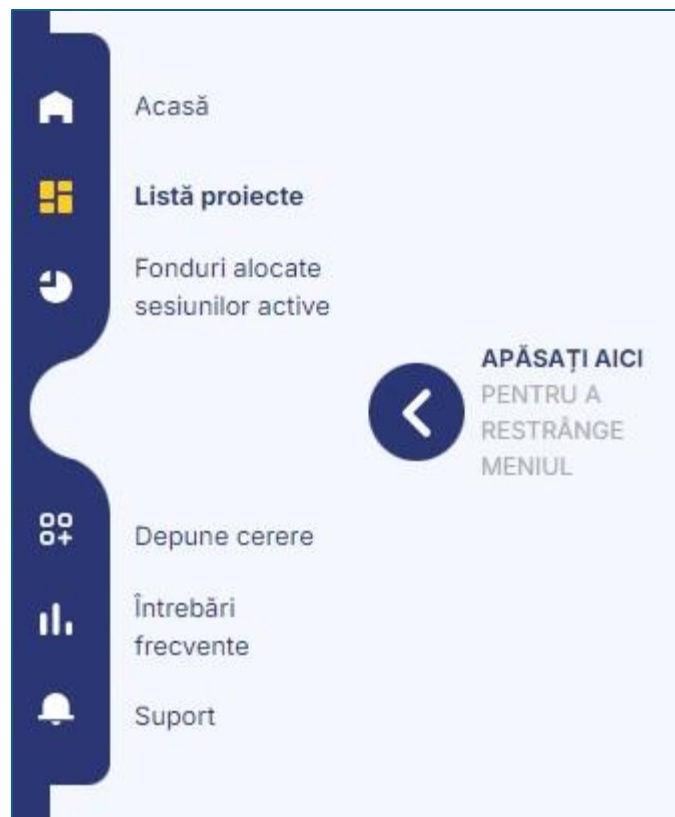 Acasă
Listă proiecte
Fonduri alocate
sesiunilor active
APĂSAȚI AICI
PENTRU A
RESTRÂNGE
MENIUL
Depune cerere
Întrebări
frecvente
Suport